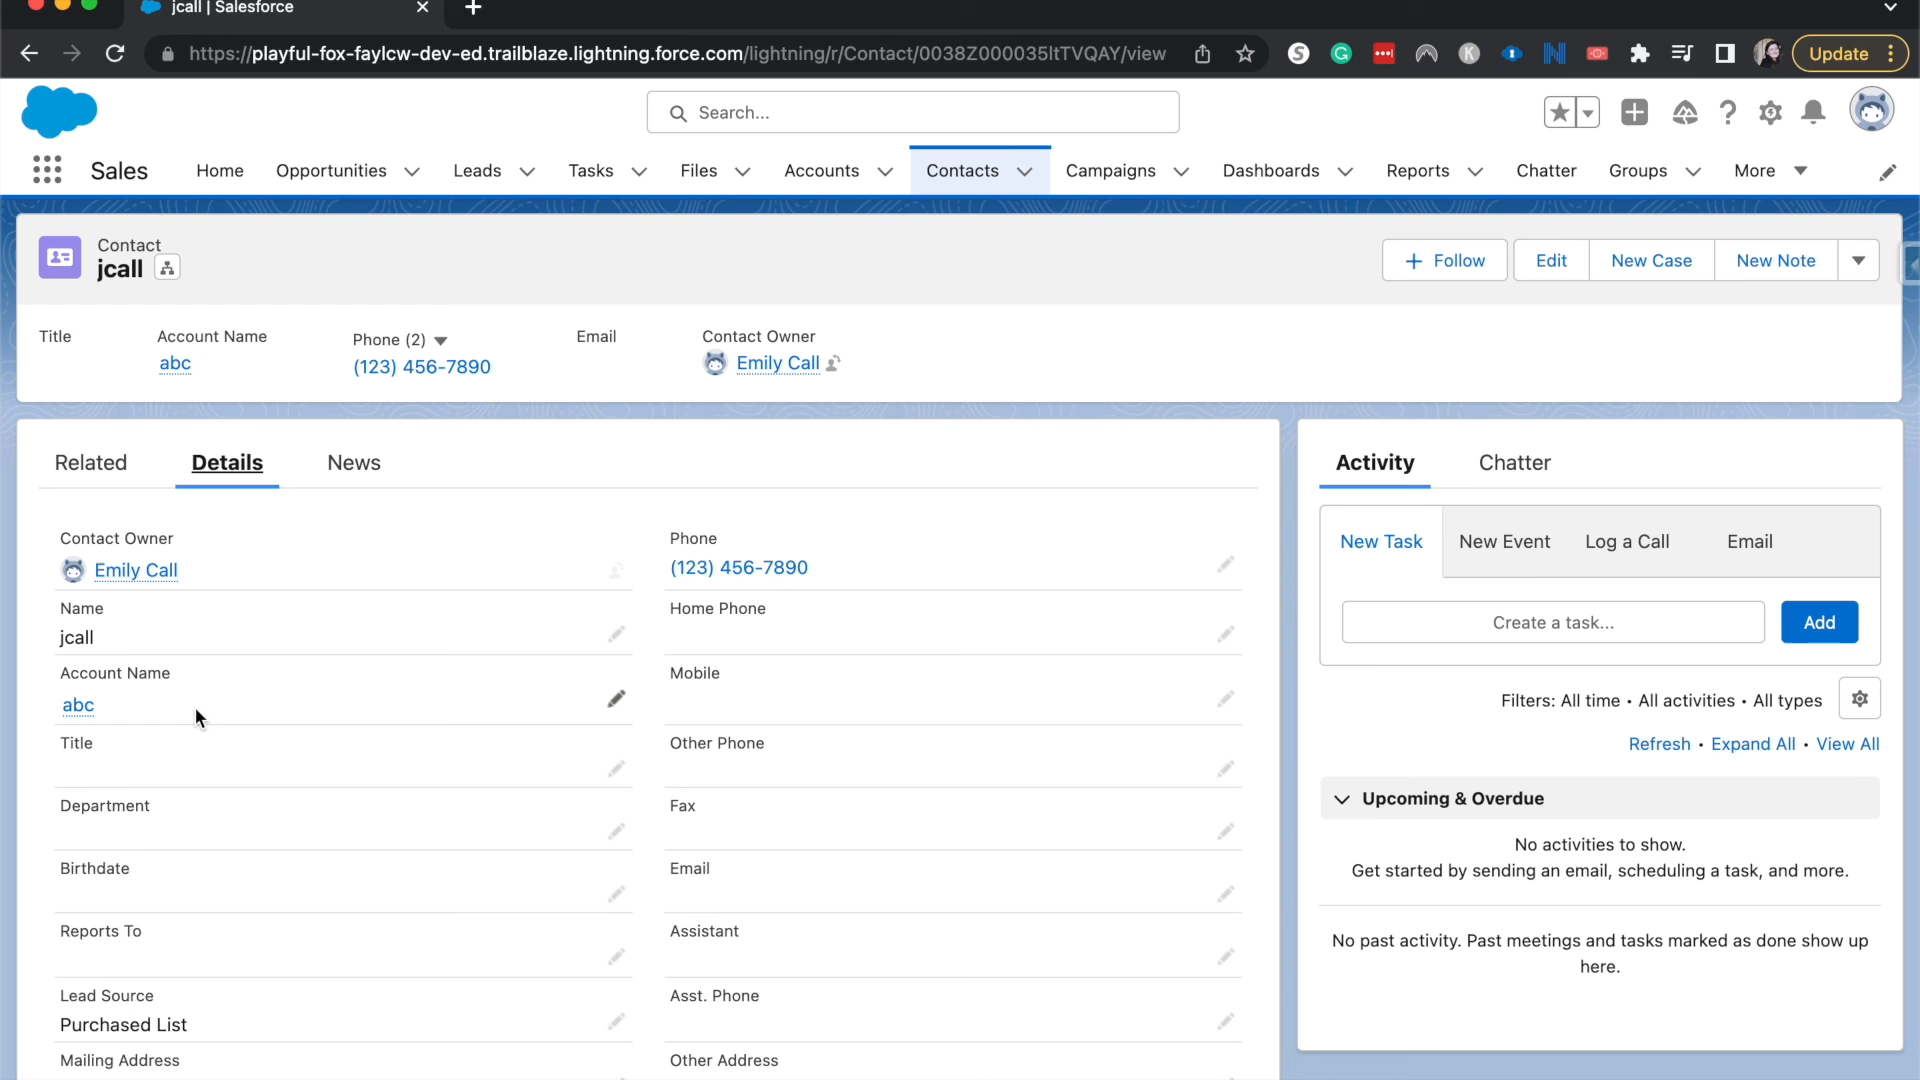 jcall | Salesforce
https://playful-fox-faylcw-dev-ed.trailblaze.lightning.force.com/lightning/r/Contact/0038Z000035ltTVQAY/view
Update
Search...
Sales
Home
Opportunities
Leads
Tasks
Files
Accounts
Contacts
Campaigns
Dashboards
Reports
Chatter
Groups
More
Contact
jcall
Follow
Edit
New Case
New Note
Title
Account Name
abc
Phone (2)
(123) 456-7890
Email
Contact Owner
Emily Call
Related
Details
News
Contact Owner
Emily Call
Name
jcall
Account Name
abc
Title
Department
Birthdate
Reports To
Lead Source
Purchased List
Mailing Address
Phone
(123) 456-7890
Home Phone
Mobile
Other Phone
Fax
Email
Assistant
Asst. Phone
Other Address
Activity
Chatter
New Task
New Event
Log a Call
Email
Create a task...
Add
Filters: All time • All activities • All types
Refresh • Expand All • View All
Upcoming & Overdue
No activities to show.
Get started by sending an email, scheduling a task, and more.
No past activity. Past meetings and tasks marked as done show up
here.